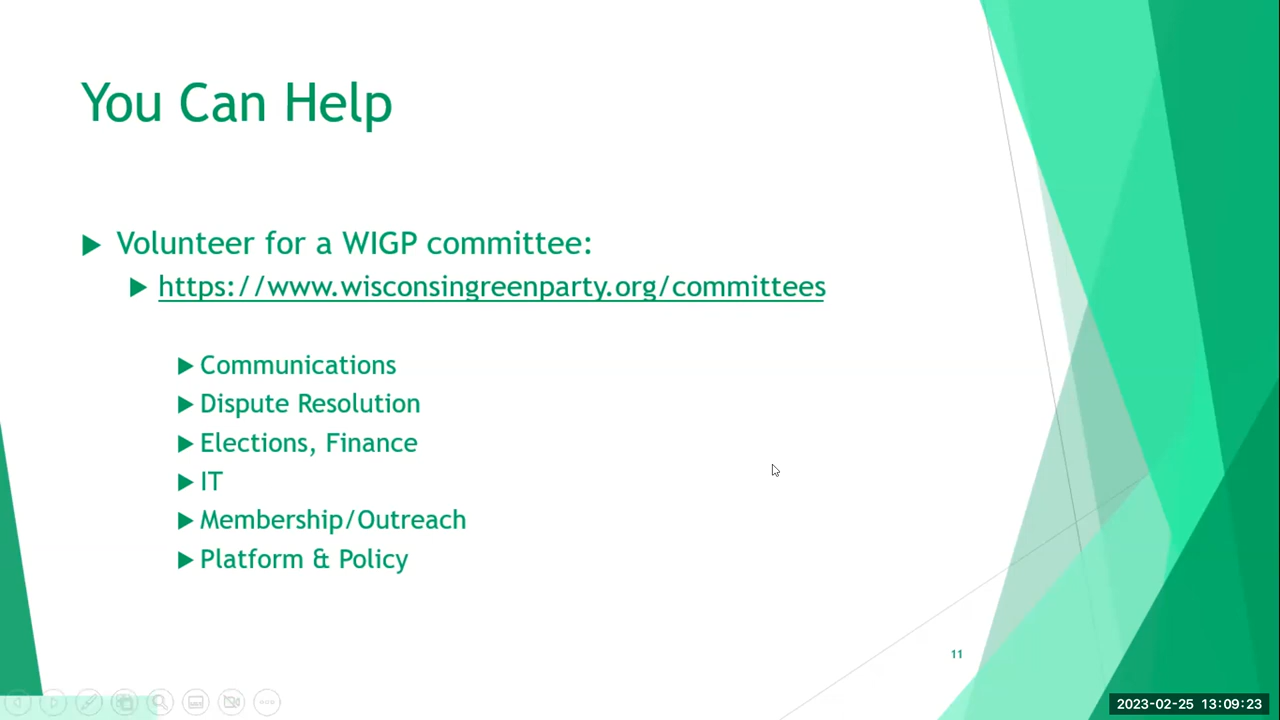 You Can Help
Volunteer for a WIGP committee:
https://www.wisconsingreenparty.org/committees
Communications
Dispute Resolution
Elections, Finance
IT
Membership/Outreach
Platform & Policy
11
2023-02-25 13:09:23